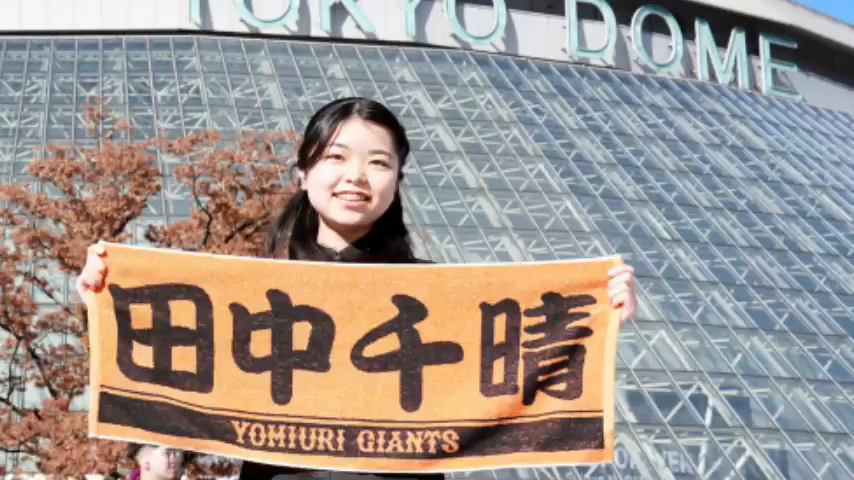 TOKYO DOME
田中千晴
YOMIURI GIANTS